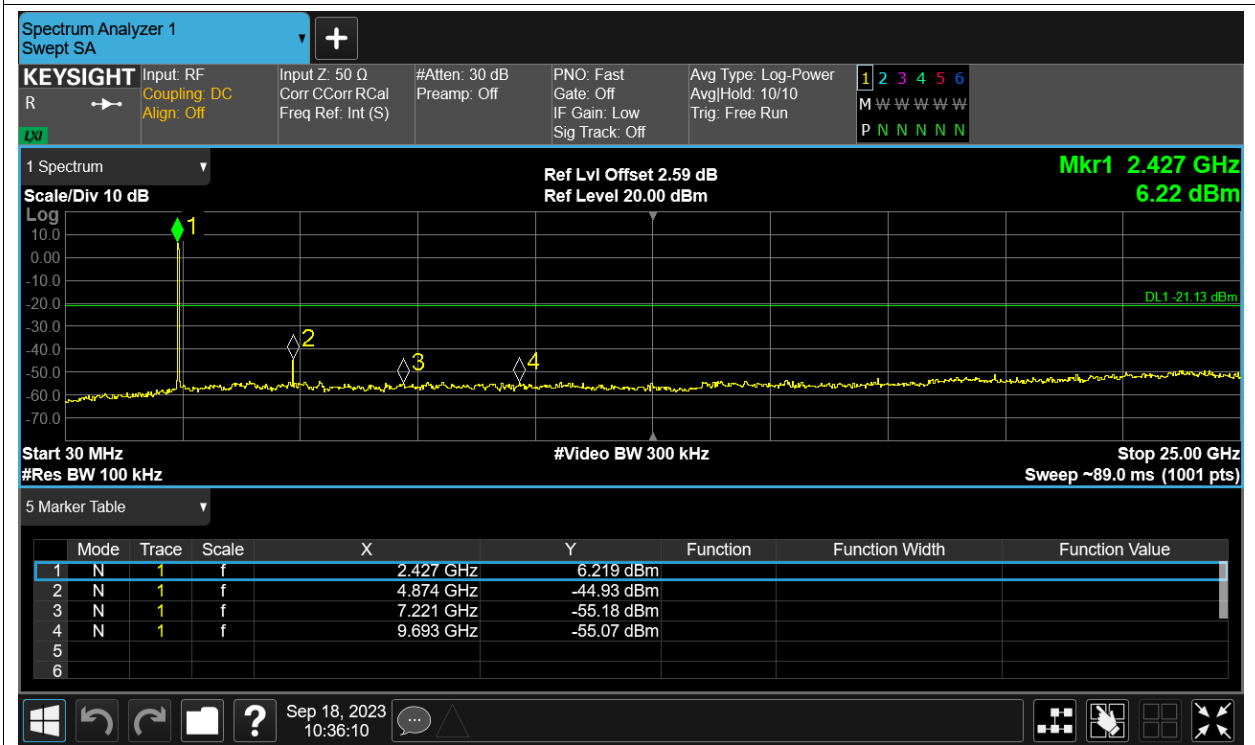 Spectrum Analyzer 1
Swept SA
+
KEYSIGHT Input: RF Input Z: 50 Ω #Atten: 30 dB PNO: Fast Avg Type: Log-Power 1 2 3 4 5 6
R Coupling: DC Corr CCorr RCal Preamp: Off Gate: Off Avg|Hold: 10/10 M W W W W W
Align: Off Freq Ref: Int (S) IF Gain: Low Trig: Free Run
LXI Sig Track: Off P N N N N N
1 Spectrum
Ref Lvl Offset 2.59 dB Mkr1 2.427 GHz
Scale/Div 10 dB Ref Level 20.00 dBm 6.22 dBm
Log
1
10.0
0.00
-10.0
-20.0 DL1 -21.13 dBm
-30.0
2
-40.0
3 4
-50.0
-60.0
-70.0
Start 30 MHz #Video BW 300 kHz Stop 25.00 GHz
#Res BW 100 kHz Sweep ~89.0 ms (1001 pts)
5 Marker Table
Mode Trace Scale X Y Function Function Width Function Value
1 N 1 f 2.427 GHz 6.219 dBm
2 N 1 f 4.874 GHz -44.93 dBm
3 N 1 f 7.221 GHz -55.18 dBm
4 N 1 f 9.693 GHz -55.07 dBm
5
6
? Sep 18, 2023
10:36:10